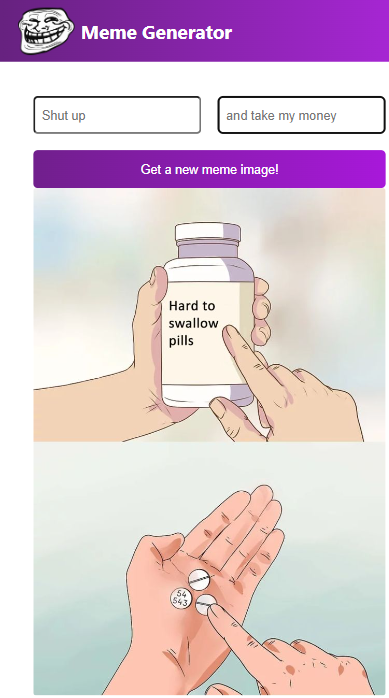 Meme Generator
Shut up
and take my money
Get a new meme image!
Hard to
swallow
pills
54
543